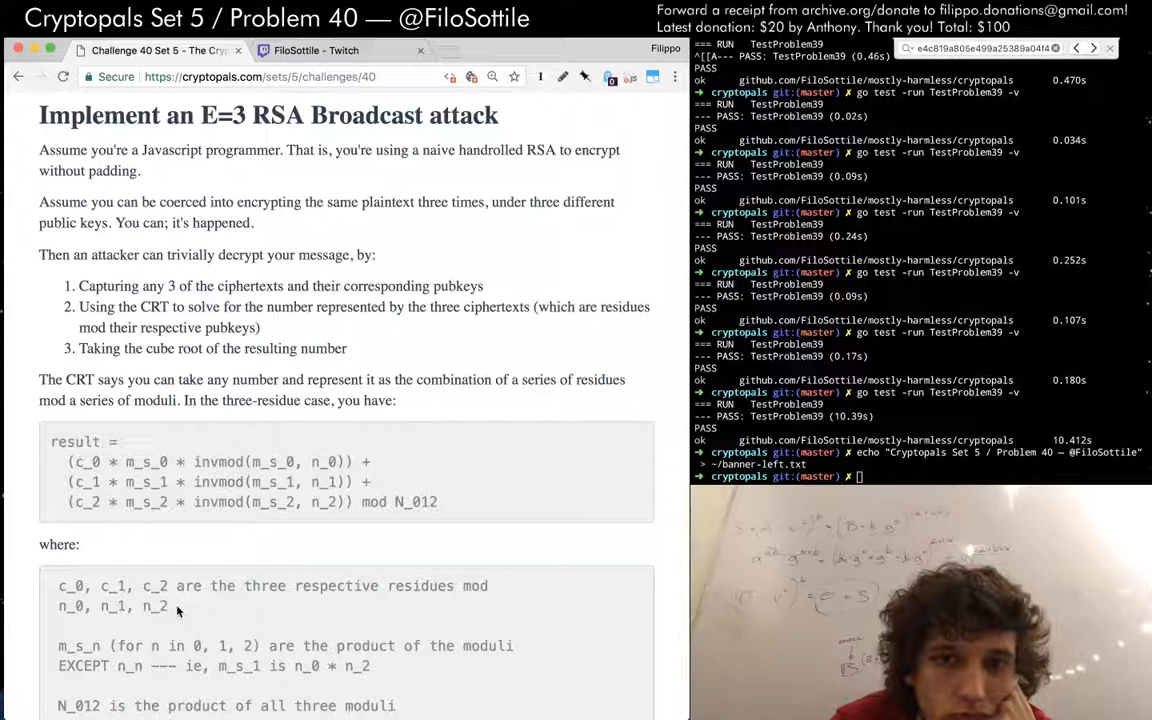 Cryptopals Set 5 / Problem 40 — @FiloSottile
Forward a receipt from archive.org/donate to filippo.donations@gmail.com!
Latest donation: $20 by Anthony. Thank you! Total: $100
Challenge 40 Set 5 - The Cry
FiloSottile - Twitch
Filippo
Secure
https://cryptopals.com/sets/5/challenges/40
Implement an E=3 RSA Broadcast attack
Assume you're a Javascript programmer. That is, you're using a naive handrolled RSA to encrypt
without padding.
Assume you can be coerced into encrypting the same plaintext three times, under three different
public keys. You can; it's happened.
Then an attacker can trivially decrypt your message, by:
1. Capturing any 3 of the ciphertexts and their corresponding pubkeys
2. Using the CRT to solve for the number represented by the three ciphertexts (which are residues
mod their respective pubkeys)
3. Taking the cube root of the resulting number
The CRT says you can take any number and represent it as the combination of a series of residues
mod a series of moduli. In the three-residue case, you have:
result =
(c_0 * m_s_0 * invmod(m_s_0, n_0)) +
(c_1 * m_s_1 * invmod(m_s_1, n_1)) +
(c_2 * m_s_2 * invmod(m_s_2, n_2)) mod N_012
where:
c_0, c_1, c_2 are the three respective residues mod
n_0, n_1, n_2
m_s_n (for n in 0, 1, 2) are the product of the moduli
EXCEPT n_n --- ie, m_s_1 is n_0 * n_2
N_012 is the product of all three moduli
=== RUN   TestProblem39
e4c819a805e499a25389a04f4
^[[A--- PASS: TestProblem39 (0.46s)
PASS
ok github.com/FiloSottile/mostly-harmless/cryptopals 0.470s
➜ cryptopals git:(master) ✗ go test -run TestProblem39 -v
=== RUN   TestProblem39
--- PASS: TestProblem39 (0.02s)
PASS
ok github.com/FiloSottile/mostly-harmless/cryptopals 0.034s
➜ cryptopals git:(master) ✗ go test -run TestProblem39 -v
=== RUN   TestProblem39
--- PASS: TestProblem39 (0.09s)
PASS
ok github.com/FiloSottile/mostly-harmless/cryptopals 0.101s
➜ cryptopals git:(master) ✗ go test -run TestProblem39 -v
=== RUN   TestProblem39
--- PASS: TestProblem39 (0.24s)
PASS
ok github.com/FiloSottile/mostly-harmless/cryptopals 0.252s
➜ cryptopals git:(master) ✗ go test -run TestProblem39 -v
=== RUN   TestProblem39
--- PASS: TestProblem39 (0.09s)
PASS
ok github.com/FiloSottile/mostly-harmless/cryptopals 0.107s
➜ cryptopals git:(master) ✗ go test -run TestProblem39 -v
=== RUN   TestProblem39
--- PASS: TestProblem39 (0.17s)
PASS
ok github.com/FiloSottile/mostly-harmless/cryptopals 0.180s
➜ cryptopals git:(master) ✗ go test -run TestProblem39 -v
=== RUN   TestProblem39
--- PASS: TestProblem39 (10.39s)
PASS
ok github.com/FiloSottile/mostly-harmless/cryptopals 10.412s
➜ cryptopals git:(master) ✗ echo "Cryptopals Set 5 / Problem 40 — @FiloSottile"
> ~/banner-left.txt
➜ cryptopals git:(master) ✗